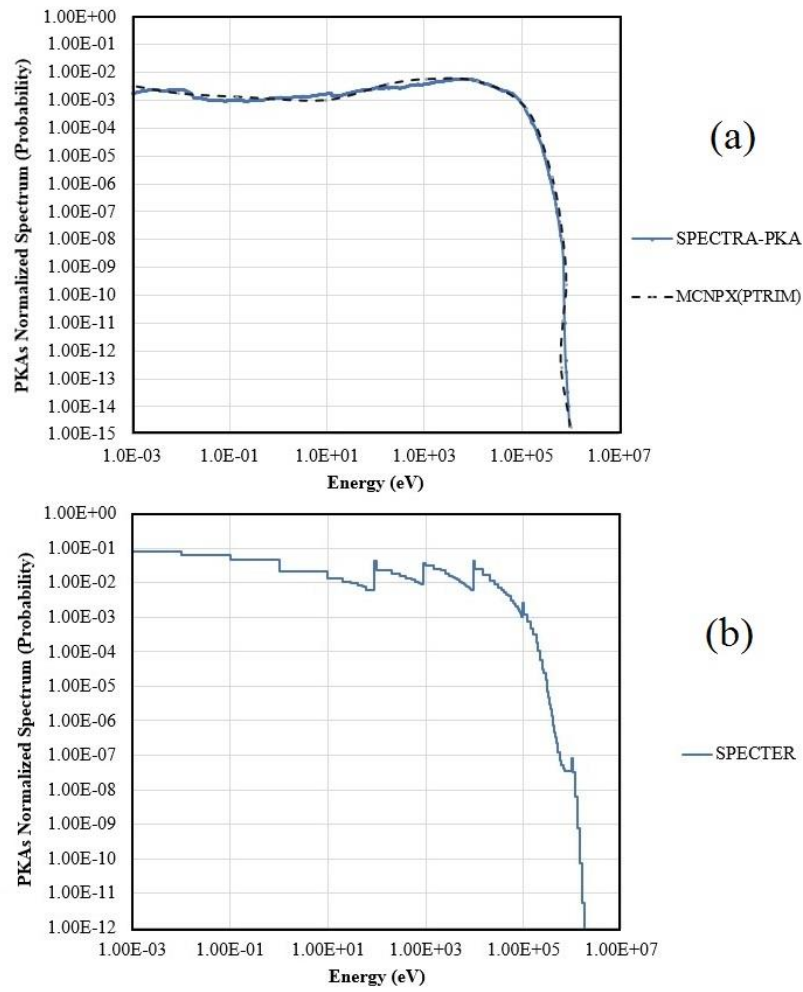 1.00E+00
1.00E-01
1.00E-02
1.00E-03
1.00E-04
1.00E-05
1.00E-06
1.00E-07
1.00E-08
1.00E-09
1.00E-10
1.00E-11
1.00E-12
1.00E-13
1.00E-14
1.00E-15
PKAs Normalized Spectrum (Probability)
1.0E-03 1.0E-01 1.0E+01 1.0E+03 1.0E+05 1.0E+07
Energy (eV)
(a)
SPECTRA-PKA
MCNPX(PTRIM)
1.00E+00
1.00E-01
1.00E-02
1.00E-03
1.00E-04
1.00E-05
1.00E-06
1.00E-07
1.00E-08
1.00E-09
1.00E-10
1.00E-11
1.00E-12
PKAs Normalized Spectrum (Probability)
1.00E-03 1.00E-01 1.00E+01 1.00E+03 1.00E+05 1.00E+07
Energy (eV)
(b)
SPECTER